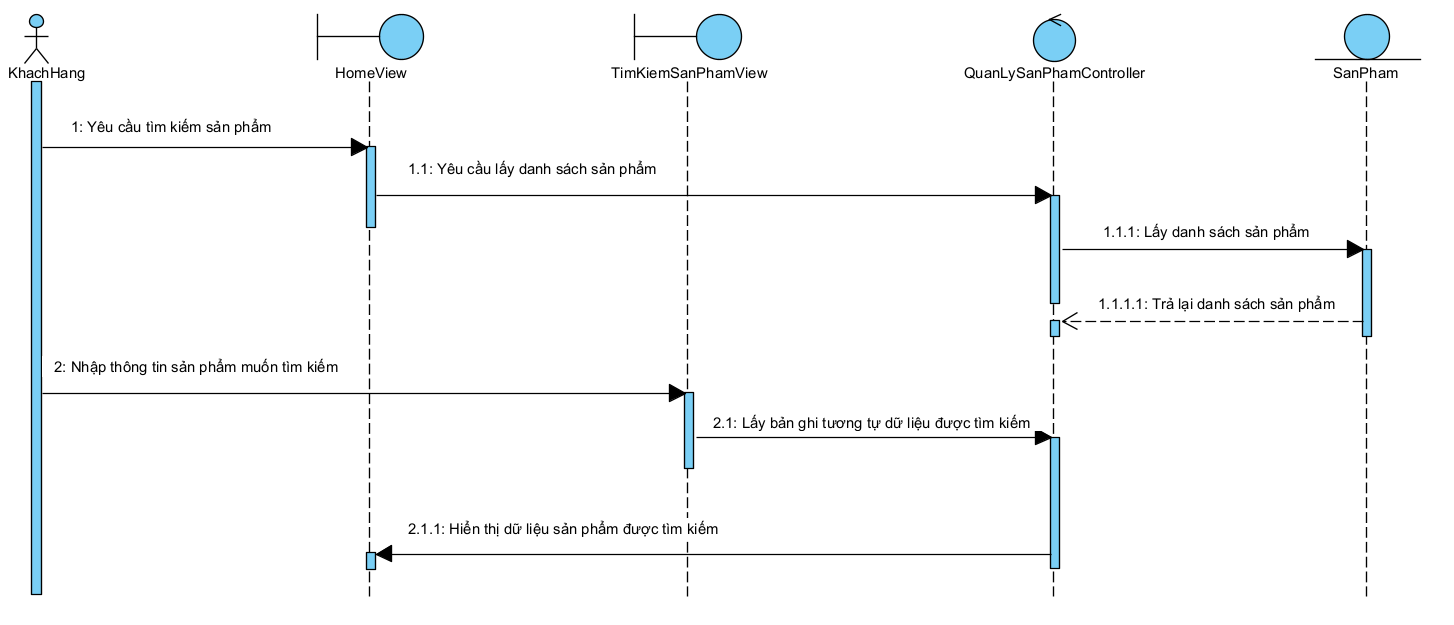 KhachHang
HomeView
TimKiemSanPhamView
QuanLySanPhamController
SanPham
1: Yêu cầu tìm kiếm sản phẩm
1.1: Yêu cầu lấy danh sách sản phẩm
1.1.1: Lấy danh sách sản phẩm
1.1.1.1: Trả lại danh sách sản phẩm
2: Nhập thông tin sản phẩm muốn tìm kiếm
2.1: Lấy bản ghi tương tự dữ liệu được tìm kiếm
2.1.1: Hiển thị dữ liệu sản phẩm được tìm kiếm